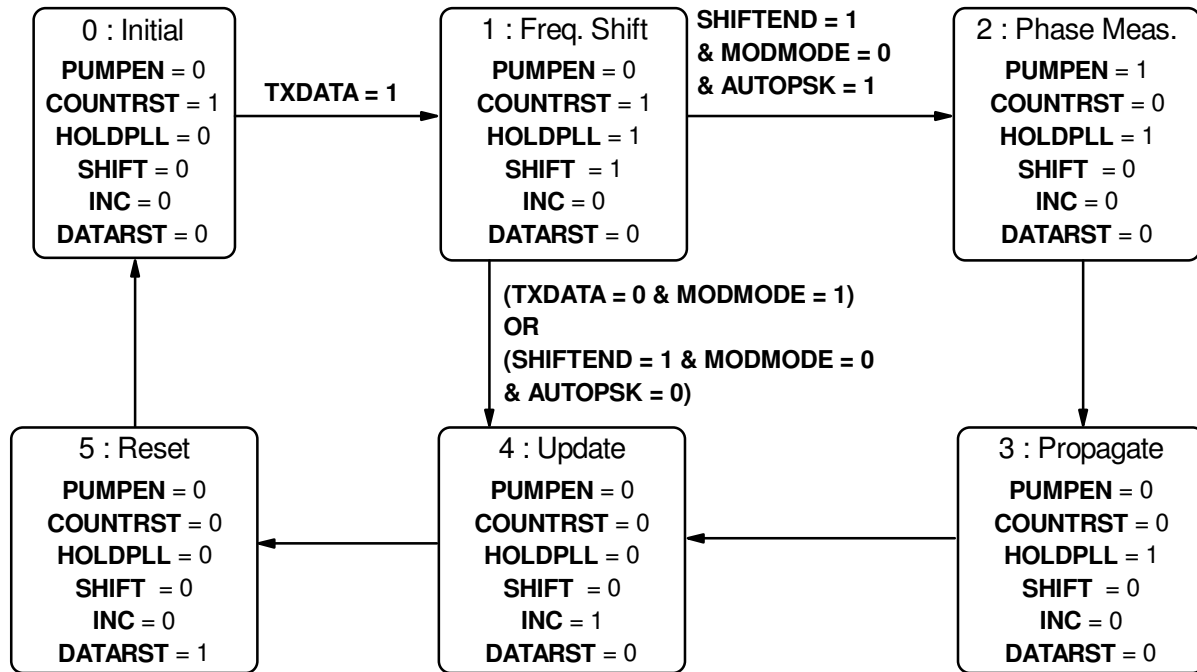 0 : Initial
PUMPEN = 0
COUNTRST = 1
HOLDPLL = 0
SHIFT = 0
INC = 0
DATARST = 0
TXDATA = 1
1 : Freq. Shift
PUMPEN = 0
COUNTRST = 1
HOLDPLL = 1
SHIFT = 1
INC = 0
DATARST = 0
SHIFTEND = 1
& MODMODE = 0
& AUTOPSK = 1
2 : Phase Meas.
PUMPEN = 1
COUNTRST = 0
HOLDPLL = 1
SHIFT = 0
INC = 0
DATARST = 0
(TXDATA = 0 & MODMODE = 1)
OR
(SHIFTEND = 1 & MODMODE = 0
& AUTOPSK = 0)
5 : Reset
PUMPEN = 0
COUNTRST = 0
HOLDPLL = 0
SHIFT = 0
INC = 0
DATARST = 1
4 : Update
PUMPEN = 0
COUNTRST = 0
HOLDPLL = 0
SHIFT = 0
INC = 1
DATARST = 0
3 : Propagate
PUMPEN = 0
COUNTRST = 0
HOLDPLL = 1
SHIFT = 0
INC = 0
DATARST = 0